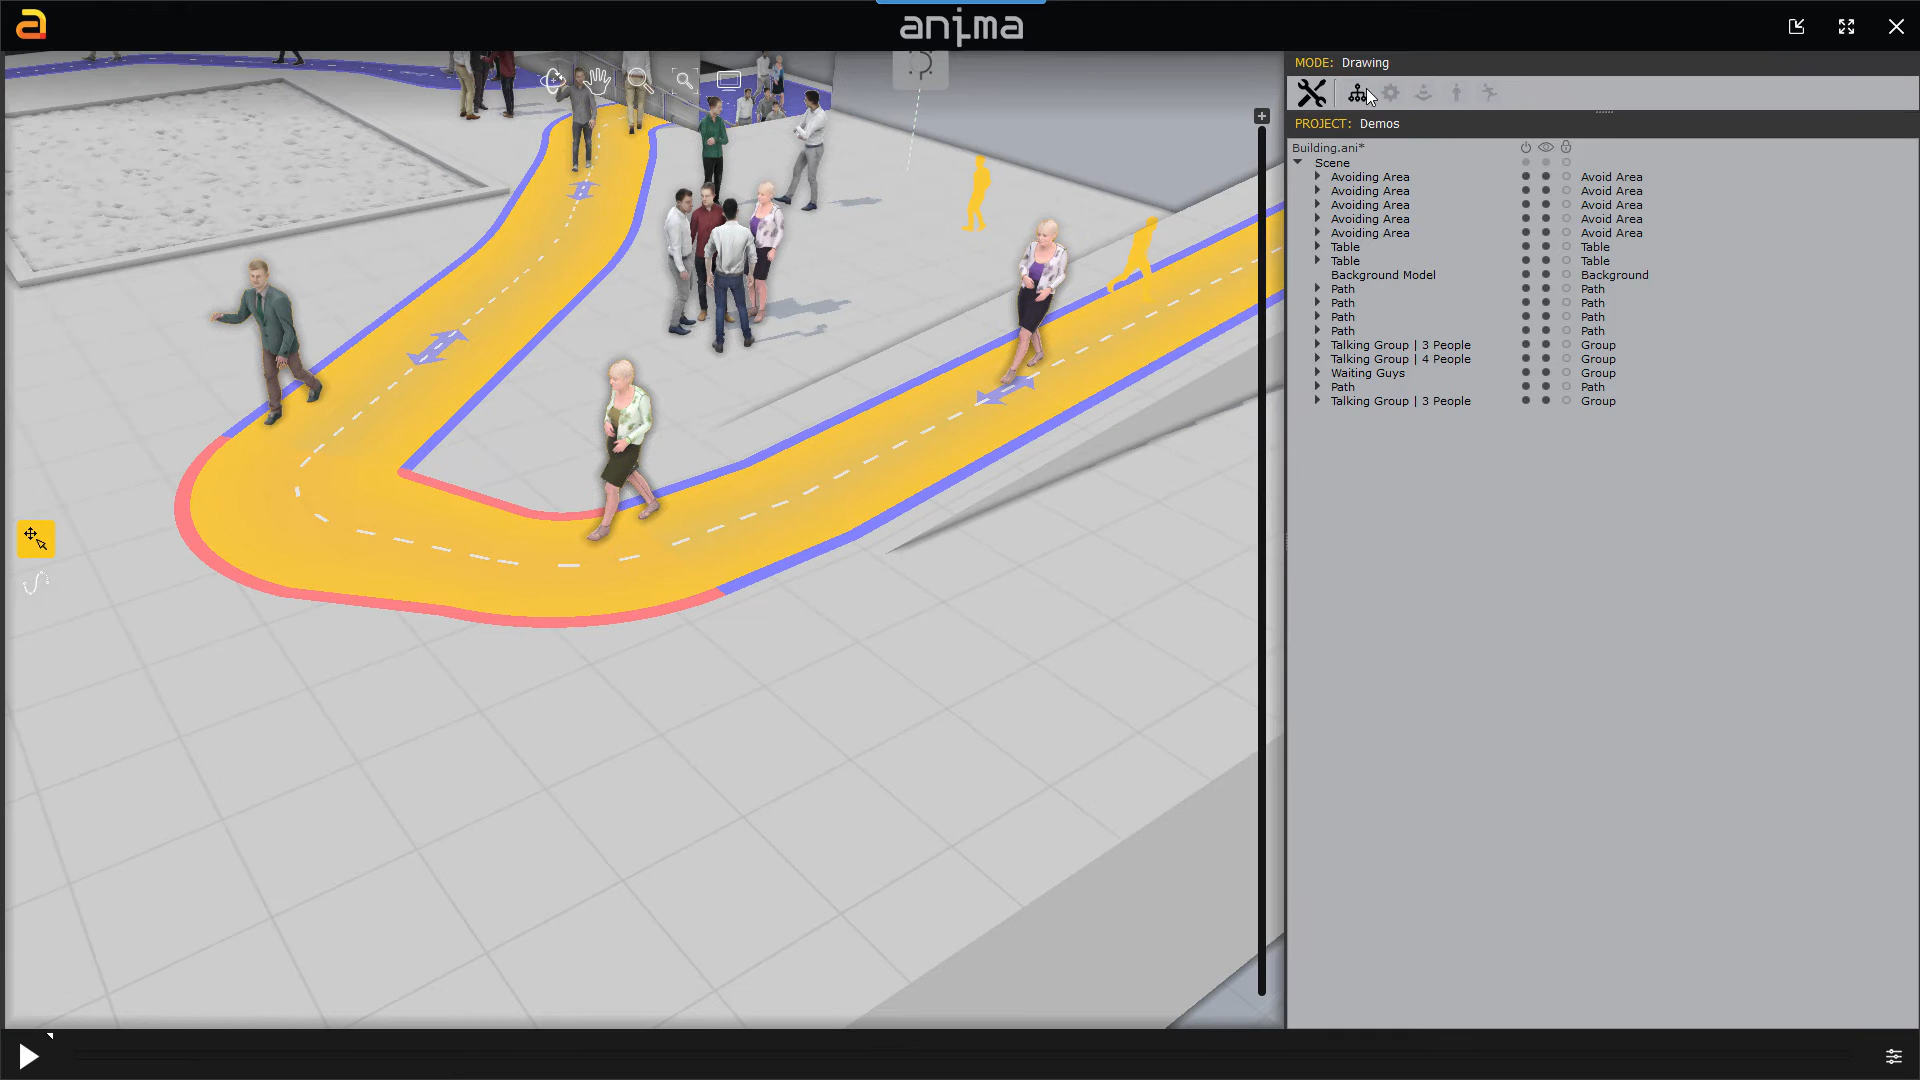 anima
MODE: Drawing
PROJECT: Demos
Building.ani*
Scene
Avoiding Area Avoid Area
Avoiding Area Avoid Area
Avoiding Area Avoid Area
Avoiding Area Avoid Area
Avoiding Area Avoid Area
Table Table
Table Table
Background Model Background
Path Path
Path Path
Path Path
Path Path
Talking Group | 3 People Group
Talking Group | 4 People Group
Waiting Guys Group
Path Path
Talking Group | 3 People Group